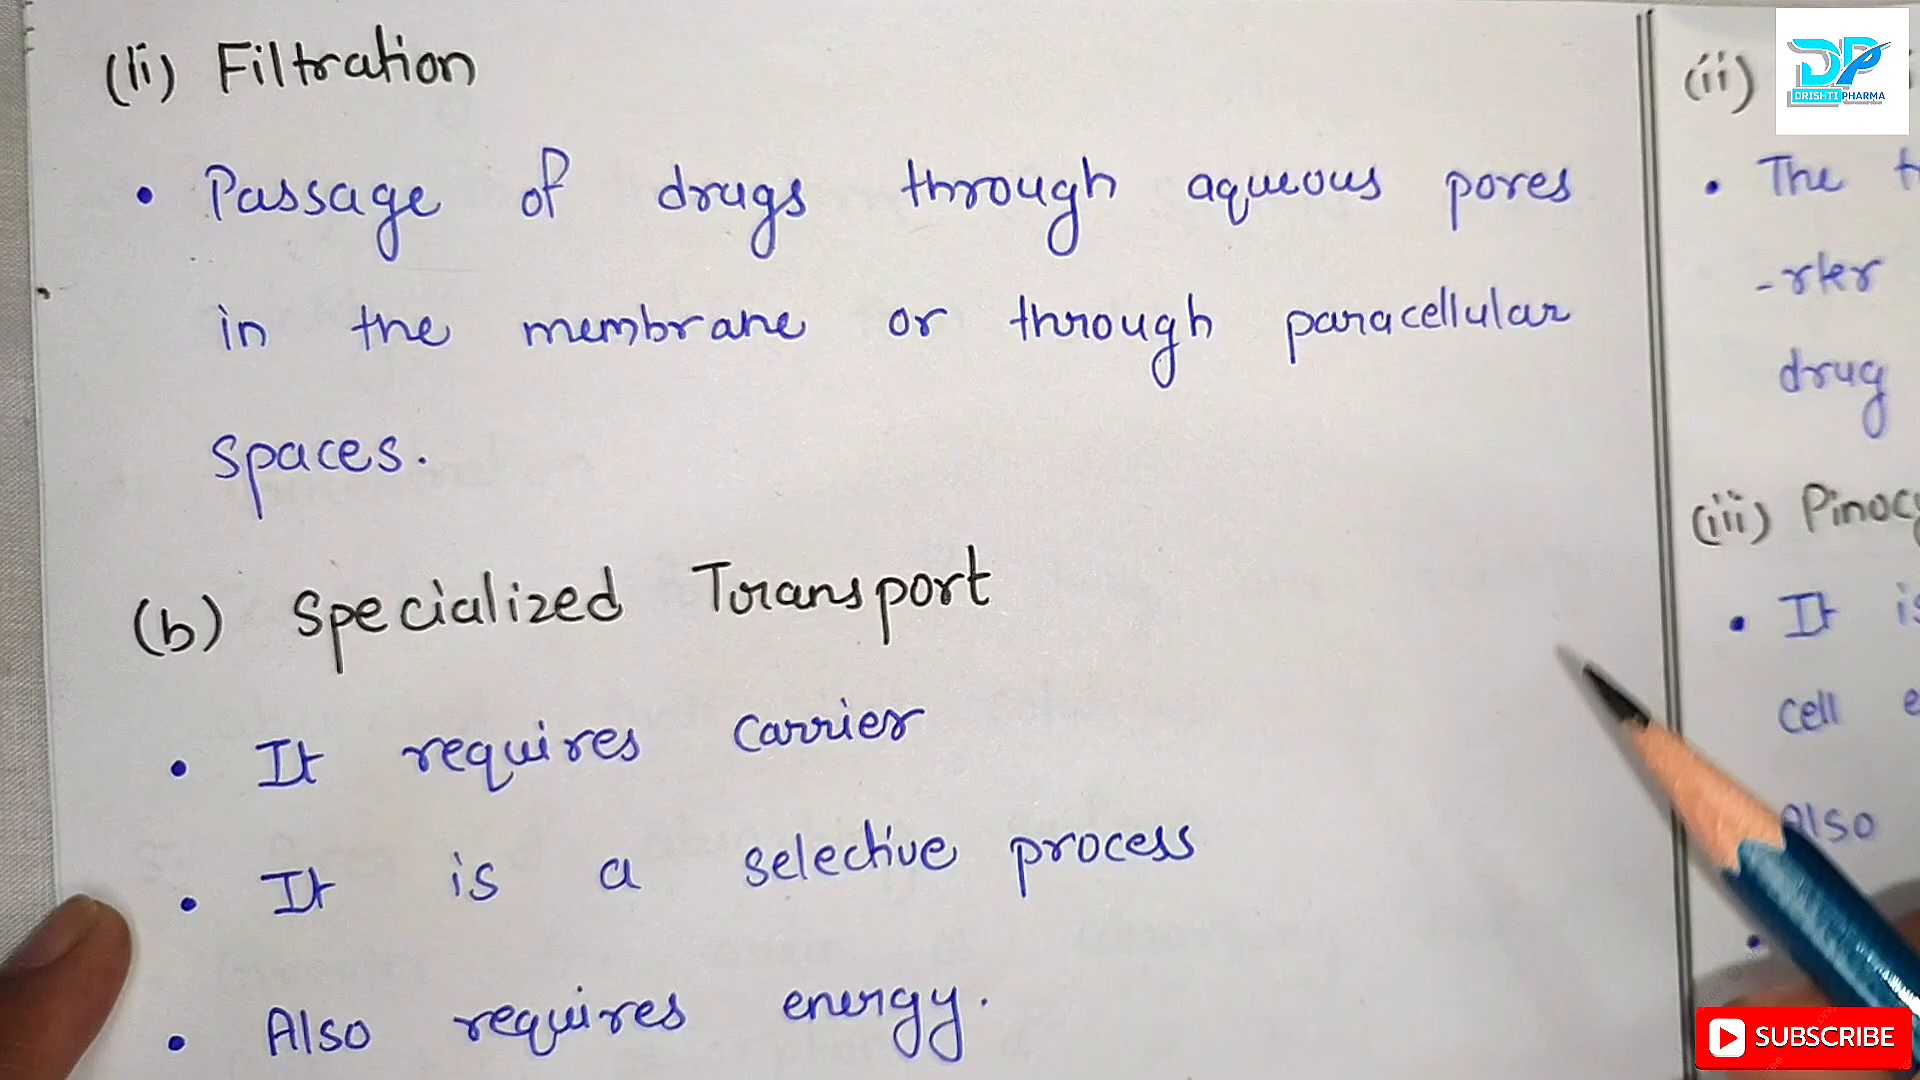 (ii) Filtration
• Passage of drugs through aqueous pores
in the membrane or through paracellular
spaces.
(b) Specialized Transport
• It requires carrier
• It is a selective process
• Also requires energy.
(ii)
• The
-rter
drug
(iii)
• It is
cell
Also
DP
DRISHTI PHARMA
SUBSCRIBE